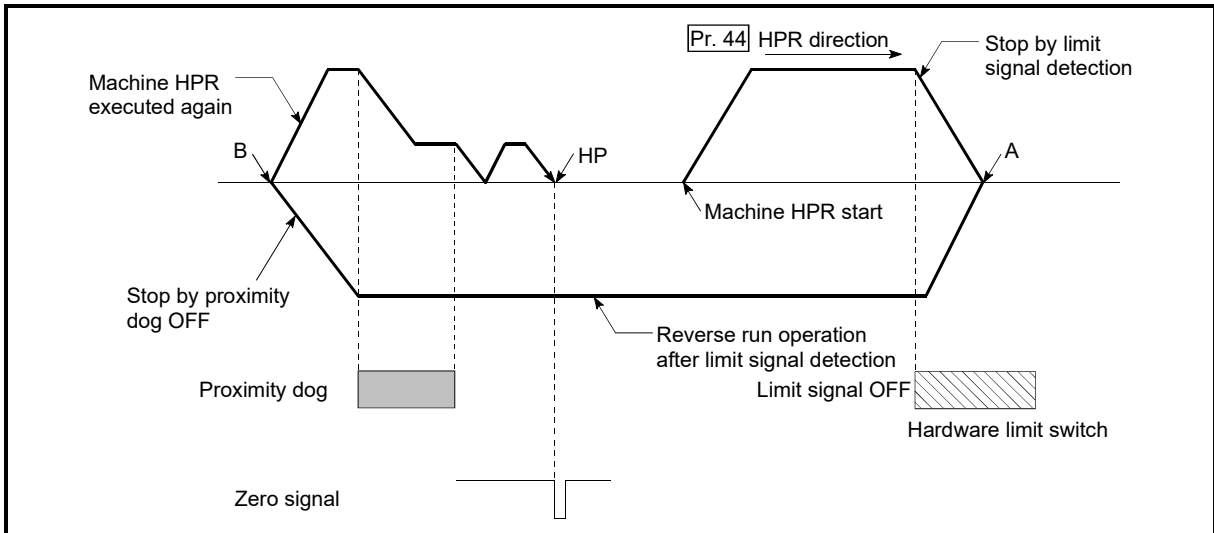 Pr. 44 HPR direction
Stop by limit
signal detection
Machine HPR
executed again
B
HP
A
Machine HPR start
Stop by proximity
dog OFF
Reverse run operation
after limit signal detection
Proximity dog
Limit signal OFF
Hardware limit switch
Zero signal